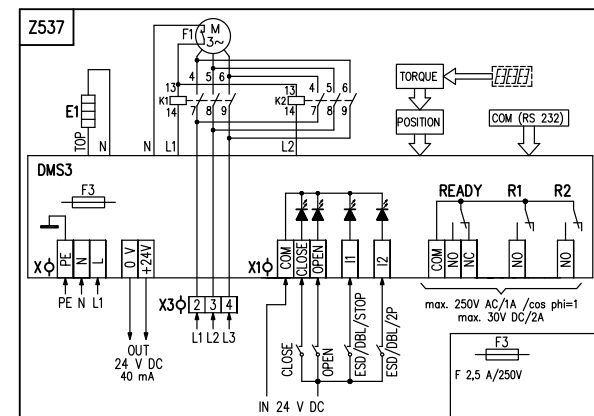 Z537
F1
M
3~
4 5 6
4 5 6
13
K1
14
7 8 9
13
K2
14
7 8 9
TORQUE
POSITION
COM (RS 232)
E1
TOP
N
N
L1
L2
DMS3
F3
READY
R1
R2
X
PE
N
L
0 V
+24V
X3
2
3
4
X1
COM
CLOSE
OPEN
I1
I2
COM
NO
NC
NO
NO
PE N L1
L1 L2 L3
OUT
24 V DC
40 mA
CLOSE
OPEN
ESD/DBL/STOP
ESD/DBL/2P
IN 24 V DC
max. 250V AC/1A /cos phi=1
max. 30V DC/2A
F3
F 2,5 A/250V